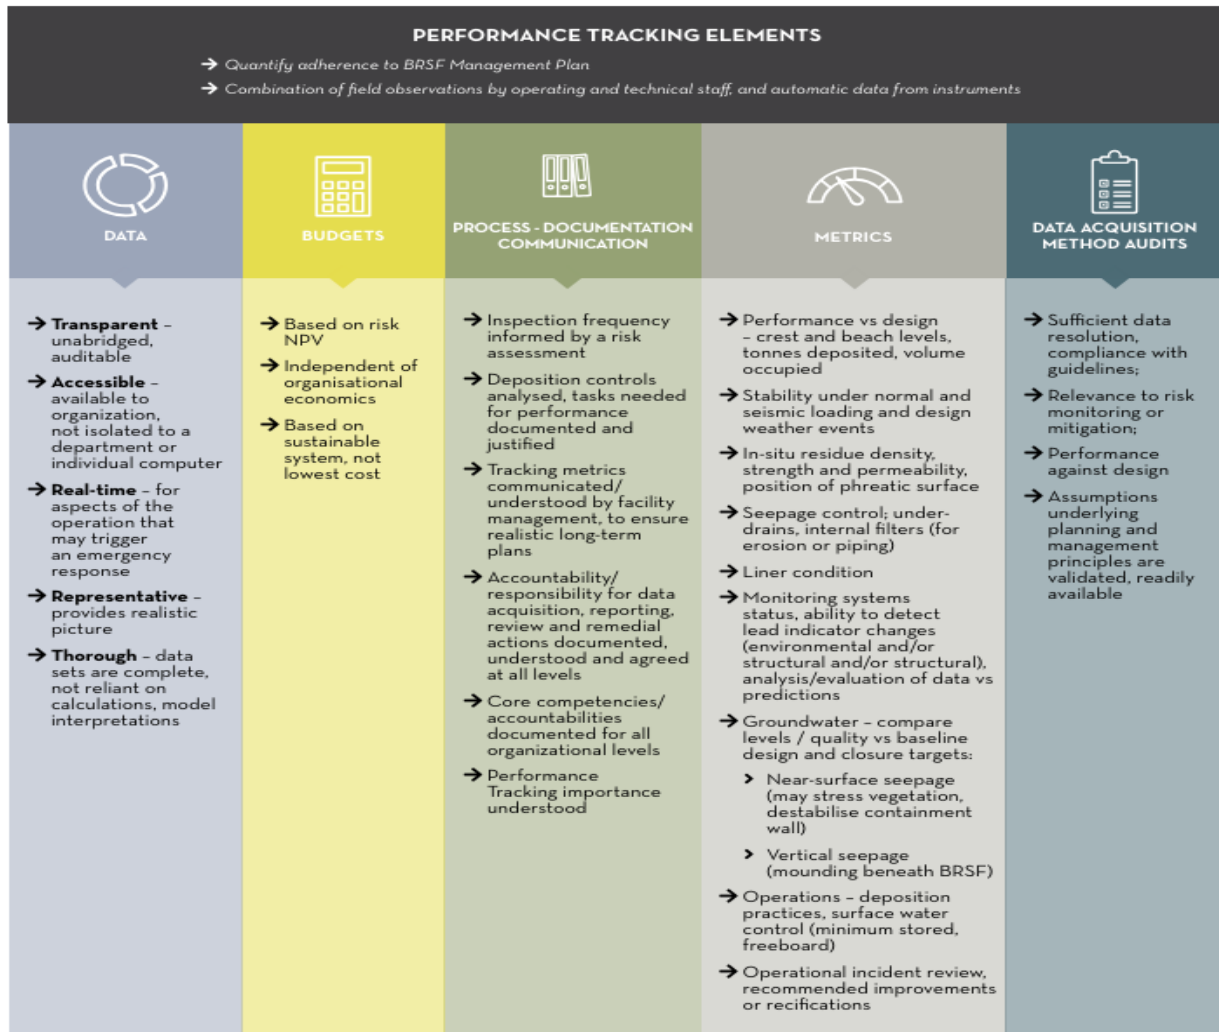 PERFORMANCE TRACKING ELEMENTS
→ Quantify adherence to BRSF Management Plan
→ Combination of field observations by operating and technical staff, and automatic data from instruments
DATA
→ Transparent –
unabridged,
auditable
→ Accessible –
available to
organization,
not isolated to a
department or
individual computer
→ Real-time – for
aspects of the
operation that
may trigger
an emergency
response
→ Representative –
provides realistic
picture
→ Thorough – data
sets are complete,
not reliant on
calculations, model
interpretations
BUDGETS
→ Based on risk
NPV
→ Independent of
organisational
economics
→ Based on
sustainable
system, not
lowest cost
PROCESS - DOCUMENTATION
COMMUNICATION
→ Inspection frequency
informed by a risk
assessment
→ Deposition controls
analysed, tasks needed
for performance
documented and
justified
→ Tracking metrics
communicated/
understood by facility
management, to ensure
realistic long-term
plans
→ Accountability/
responsibility for data
acquisition, reporting,
review and remedial
actions documented,
understood and agreed
at all levels
→ Core competencies/
accountabilities
documented for all
organizational levels
→ Performance
Tracking importance
understood
METRICS
→ Performance vs design
– crest and beach levels,
tonnes deposited, volume
occupied
→ Stability under normal and
seismic loading and design
weather events
→ In-situ residue density,
strength and permeability,
position of phreatic surface
→ Seepage control; under-
drains, internal filters (for
erosion or piping)
→ Liner condition
→ Monitoring systems
status, ability to detect
lead indicator changes
(environmental and/or
structural and/or structural),
analysis/evaluation of data vs
predictions
→ Groundwater – compare
levels / quality vs baseline
design and closure targets:
> Near-surface seepage
(may stress vegetation,
destabilise containment
wall)
> Vertical seepage
(mounding beneath BRSF)
→ Operations – deposition
practices, surface water
control (minimum stored,
freeboard)
→ Operational incident review,
recommended improvements
or recifications
DATA ACQUISITION
METHOD AUDITS
→ Sufficient data
resolution,
compliance with
guidelines;
→ Relevance to risk
monitoring or
mitigation;
→ Performance
against design
→ Assumptions
underlying
planning and
management
principles are
validated, readily
available